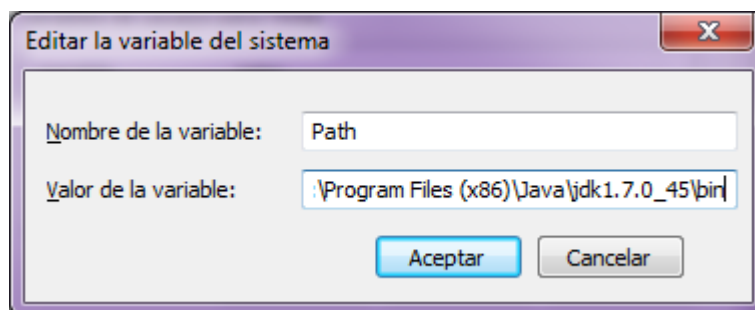 Editar la variable del sistema
Nombre de la variable: Path
Valor de la variable: :\Program Files (x86)\Java\jdk1.7.0_45\bin
Aceptar Cancelar